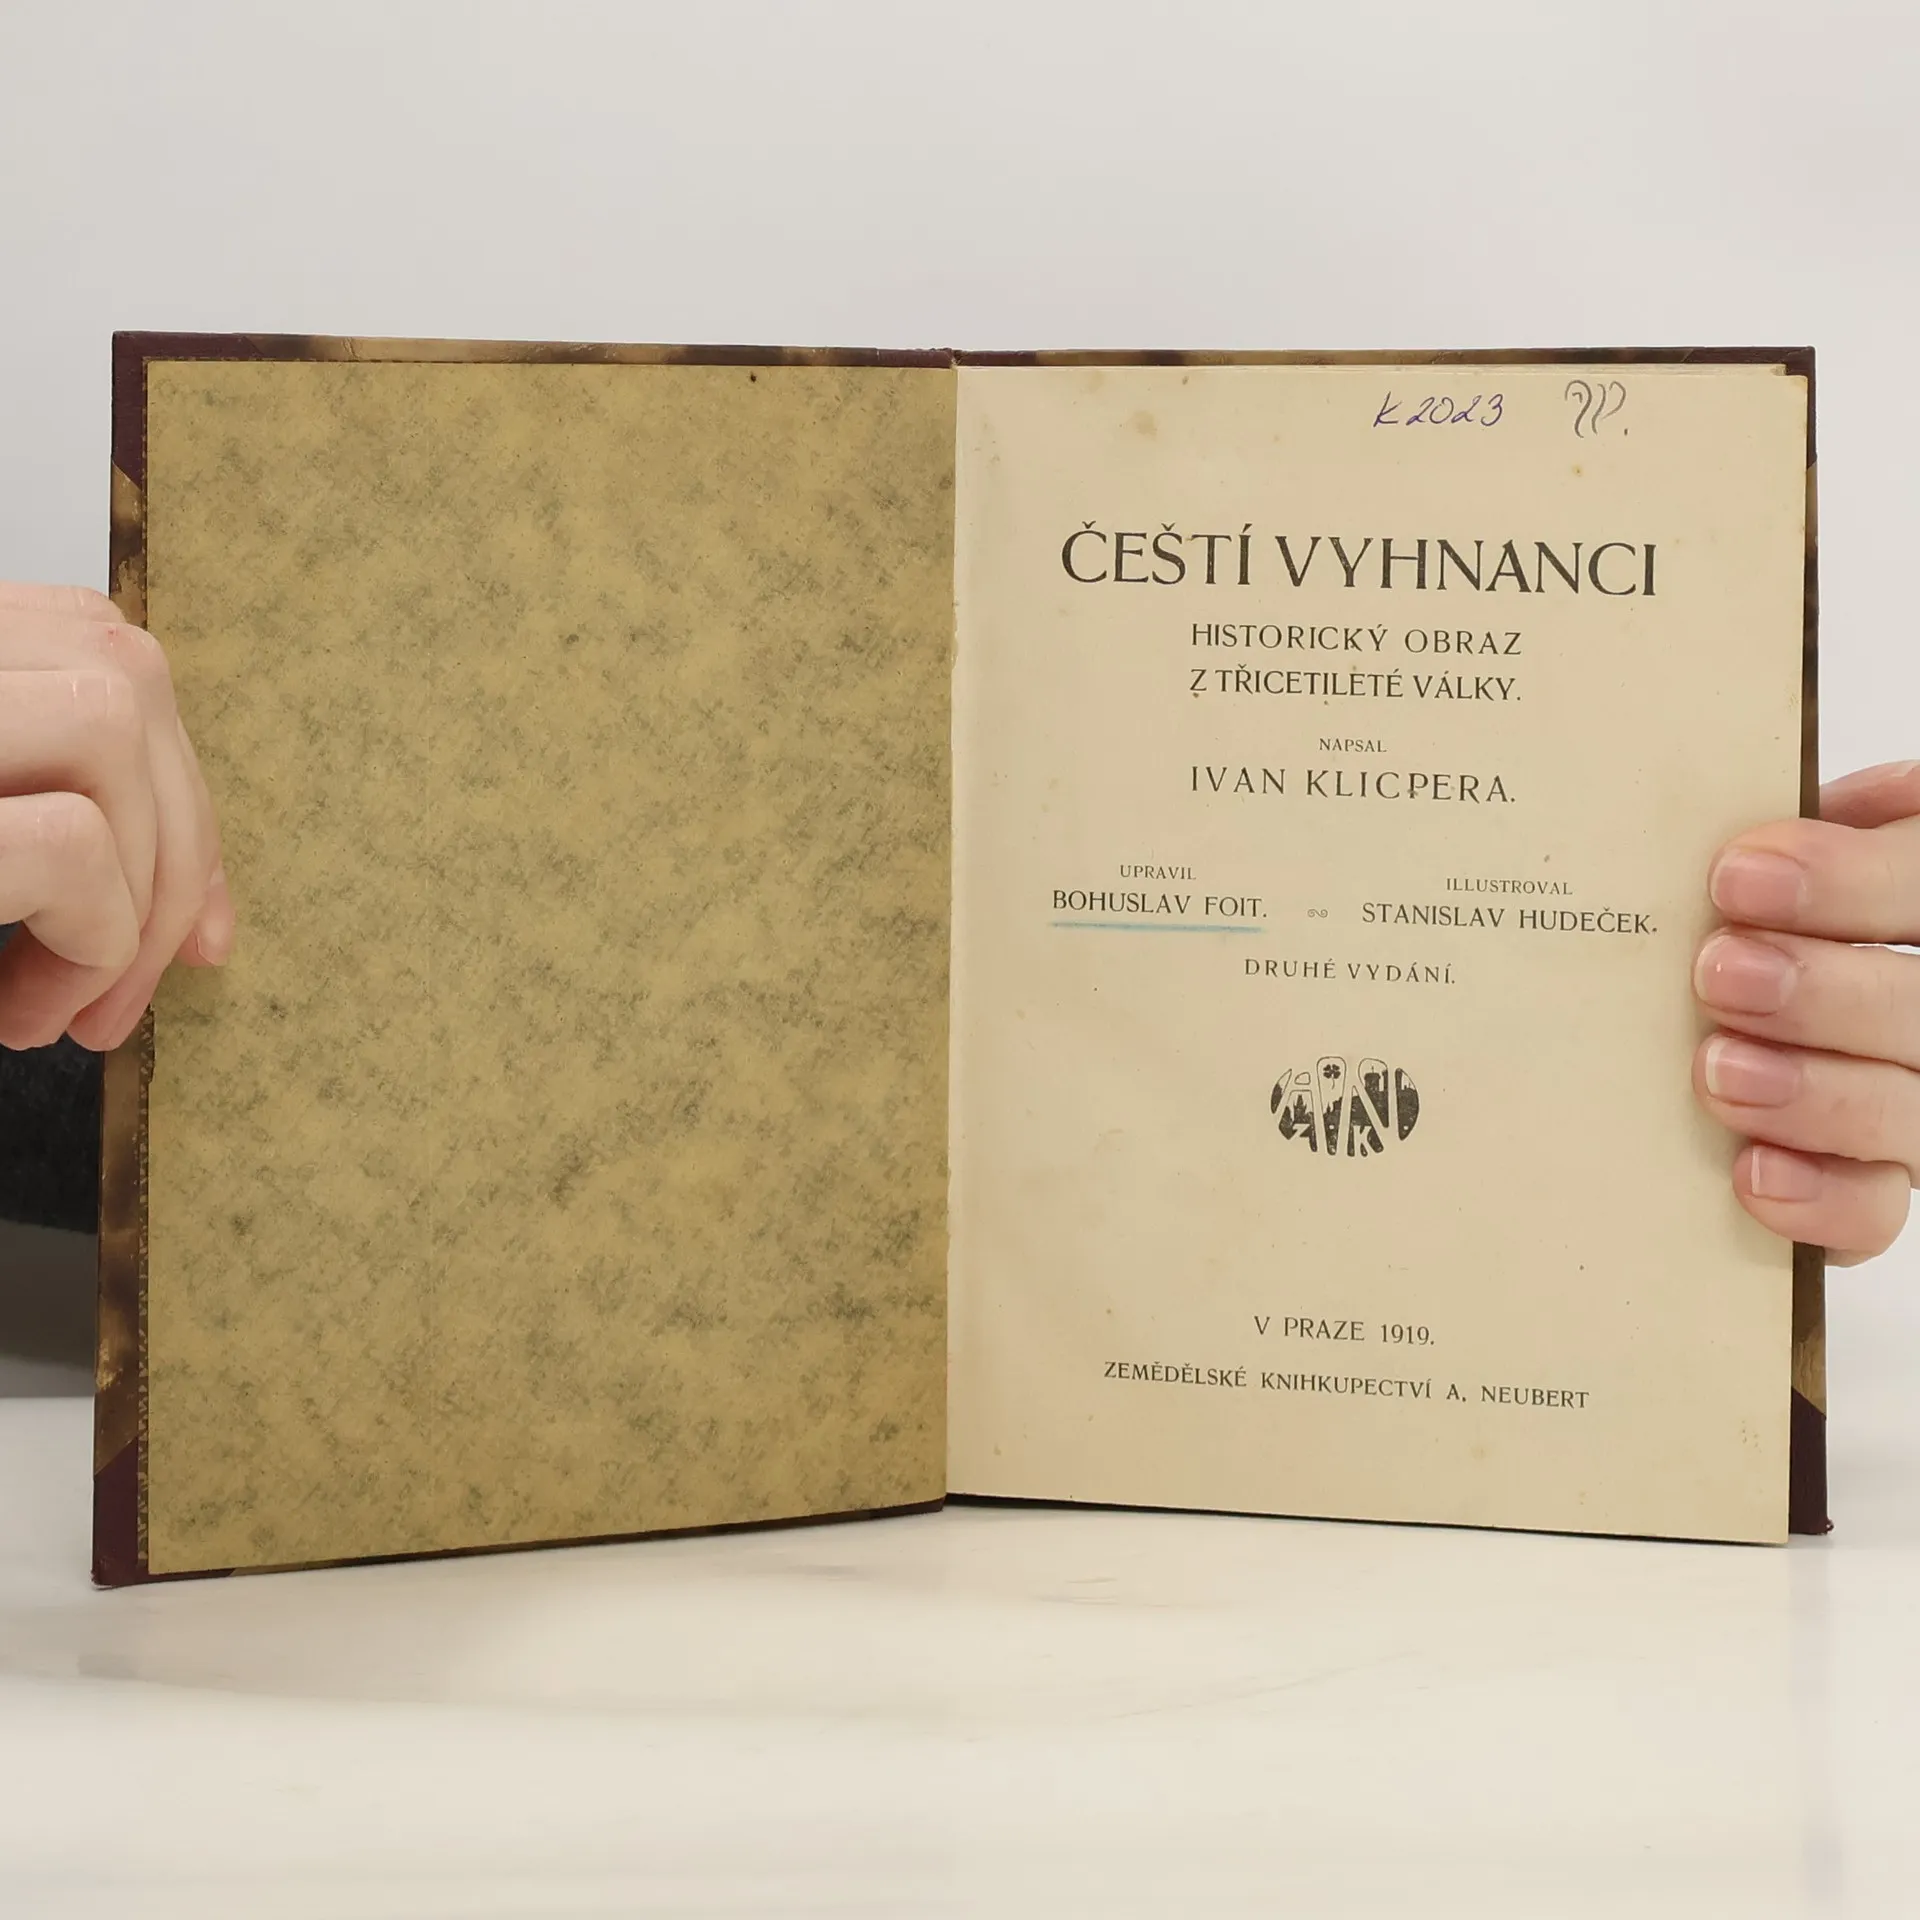 K 2023
ČEŠTÍ VYHNANCI
HISTORICKÝ OBRAZ
Z TŘICETILETÉ VÁLKY.
NAPSAL
IVAN KLICPERA.
UPRAVIL
BOHUSLAV FOIT.
ILLUSTROVAL
STANISLAV HUDEČEK.
DRUHÉ VYDÁNÍ.
V PRAZE 1919.
ZEMĚDĚLSKÉ KNIHKUPECTVÍ A. NEUBERT